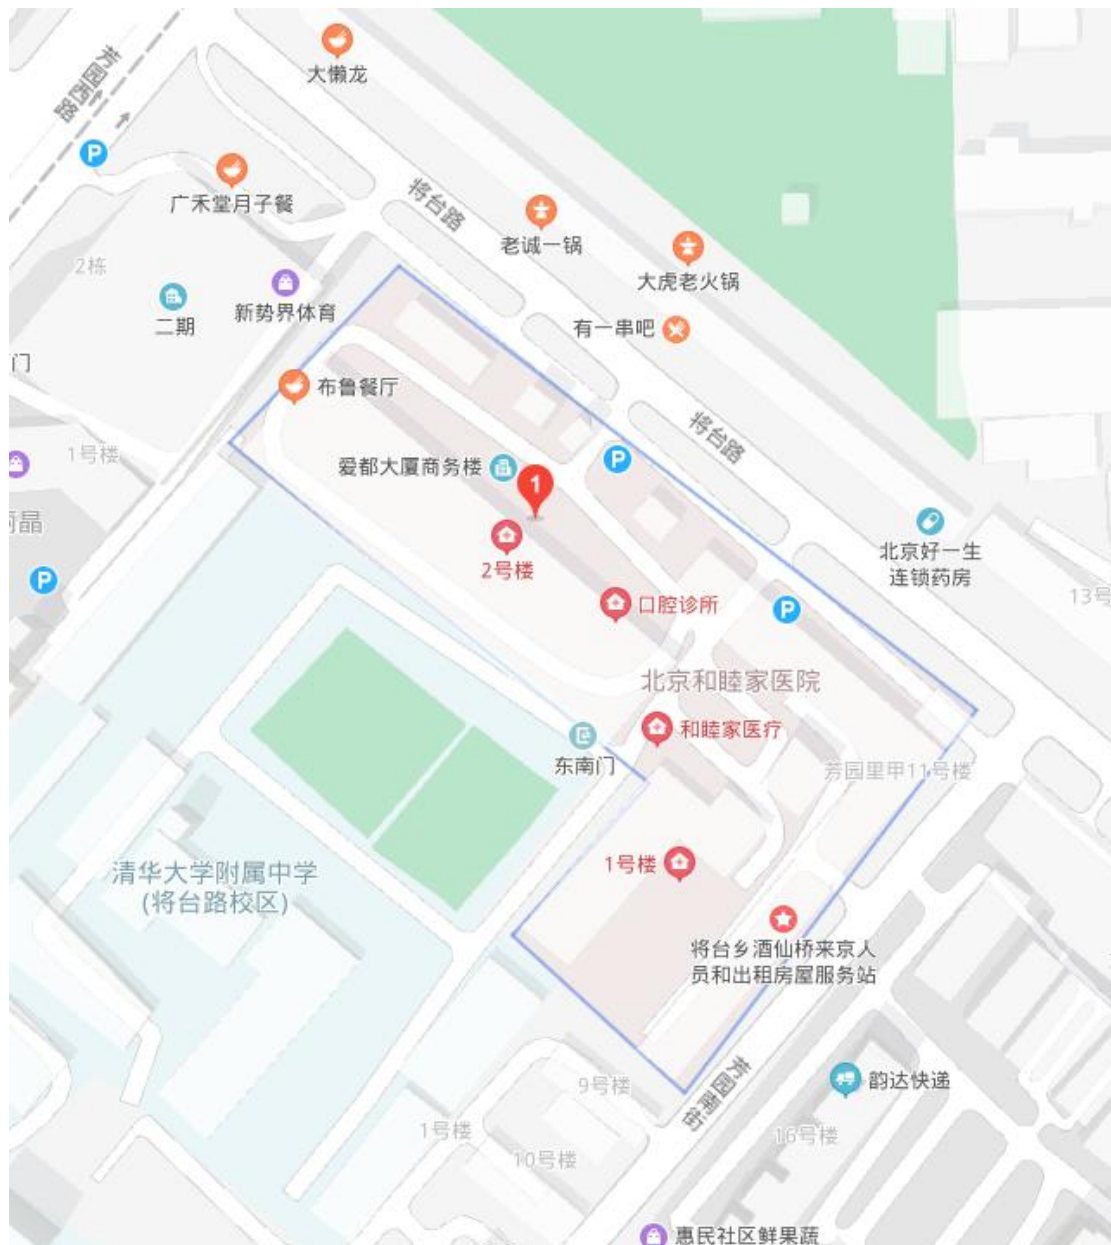 大懒龙
芳园西路
P
广禾堂月子餐
将台路
老诚一锅
大虎老火锅
2栋
二期
新势界体育
有一串吧
门
布鲁餐厅
将台路
1号楼
爱都大厦商务楼
P
1
北京好一生
连锁药房
P
2号楼
口腔诊所
P
13号
北京和睦家医院
和睦家医疗
东南门
芳园里甲11号楼
1号楼
清华大学附属中学
(将台路校区)
将台乡酒仙桥来京人
员和出租房屋服务站
9号楼
芳园南街
韵达快递
1号楼
10号楼
16号楼
惠民社区鲜果蔬